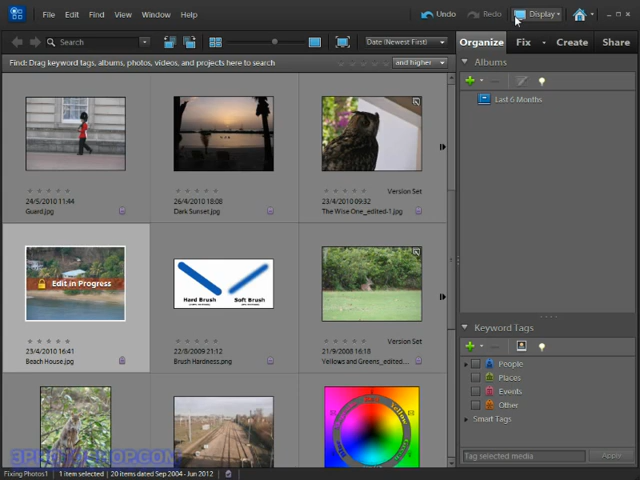 File Edit Find View Window Help Undo Redo Display
Search Date (Newest First) Organize Fix Create Share
Find: Drag keyword tags, albums, photos, videos, and projects here to search and higher
Albums
Last 6 Months
Version Set
24/5/2010 11:44 26/4/2010 18:08 23/4/2010 09:32
Guard.jpg Dark Sunset.jpg The Wise One_edited-1.jpg
Edit in Progress
Hard Brush Soft Brush
Version Set
23/4/2010 16:41 22/8/2009 21:12 21/9/2008 16:18
Beach House.jpg Brush Hardness.png Yellows and Greens_edited...
Keyword Tags
People
Places
Events
Other
Smart Tags
Tag selected media Apply
Fixing Photos1 1 item selected 20 items dated Sep 2004 - Jun 2012